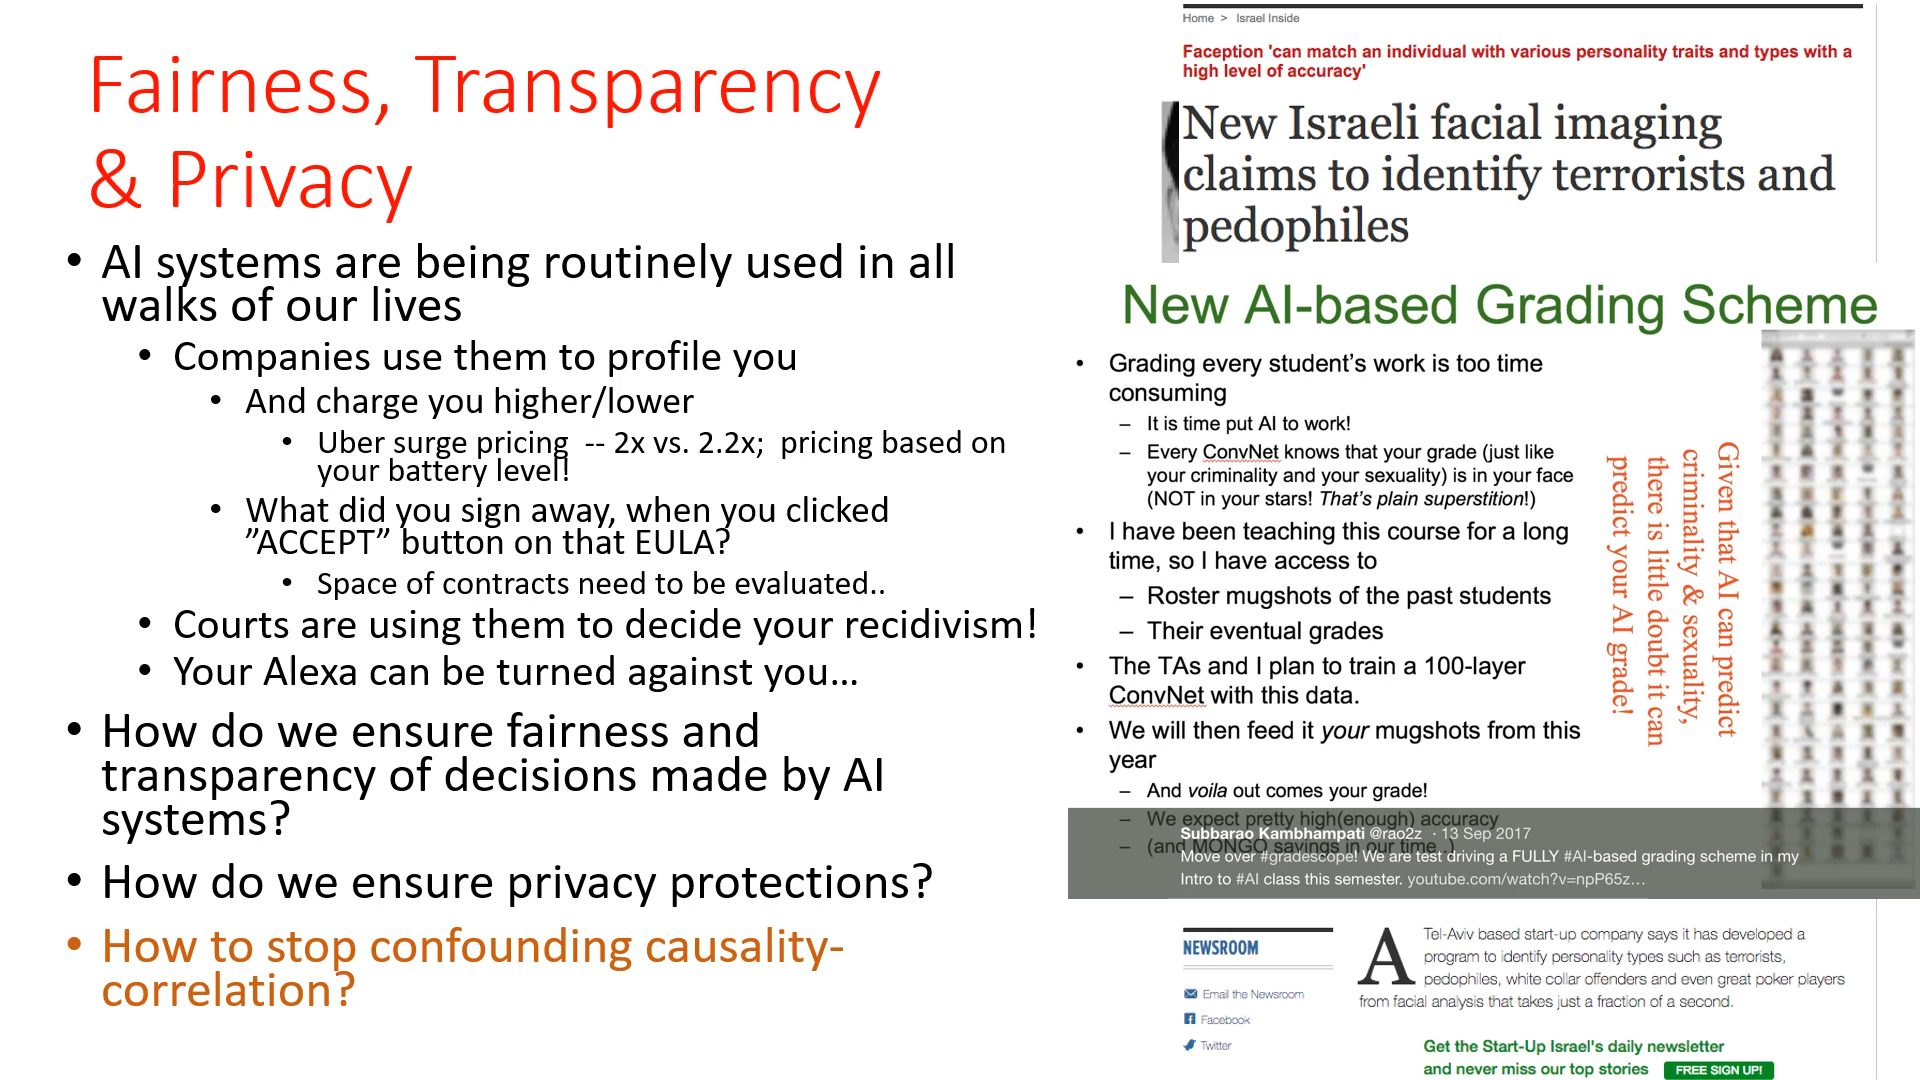 Fairness, Transparency
& Privacy
• AI systems are being routinely used in all
walks of our lives
• Companies use them to profile you
• And charge you higher/lower
• Uber surge pricing -- 2x vs. 2.2x; pricing based on
your battery level!
• What did you sign away, when you clicked
”ACCEPT” button on that EULA?
• Space of contracts need to be evaluated..
• Courts are using them to decide your recidivism!
• Your Alexa can be turned against you...
• How do we ensure fairness and
transparency of decisions made by AI
systems?
• How do we ensure privacy protections?
• How to stop confounding causality-
correlation?
Home > Israel Inside
Faception 'can match an individual with various personality traits and types with a
high level of accuracy'
New Israeli facial imaging
claims to identify terrorists and
pedophiles
New AI-based Grading Scheme
• Grading every student’s work is too time
consuming
– It is time put AI to work!
– Every ConvNet knows that your grade (just like
your criminality and your sexuality) is in your face
(NOT in your stars! That’s plain superstition!)
• I have been teaching this course for a long
time, so I have access to
– Roster mugshots of the past students
– Their eventual grades
• The TAs and I plan to train a 100-layer
ConvNet with this data.
• We will then feed it your mugshots from this
year
– And voila out comes your grade!
– We expect pretty high(enough) accuracy
– (and MONGO savings in our time..)
Given that AI can predict
criminality & sexuality,
there is little doubt it can
predict your AI grade!
Subbarao Kambhampati @rao2z · 13 Sep 2017
Move over #gradescope! We are test driving a FULLY #AI-based grading scheme in my
Intro to #AI class this semester. youtube.com/watch?v=npP65z...
NEWSROOM
Email the Newsroom
Facebook
Twitter
A Tel-Aviv based start-up company says it has developed a
program to identify personality types such as terrorists,
pedophiles, white collar offenders and even great poker players
from facial analysis that takes just a fraction of a second.
Get the Start-Up Israel's daily newsletter
and never miss our top stories FREE SIGN UP!